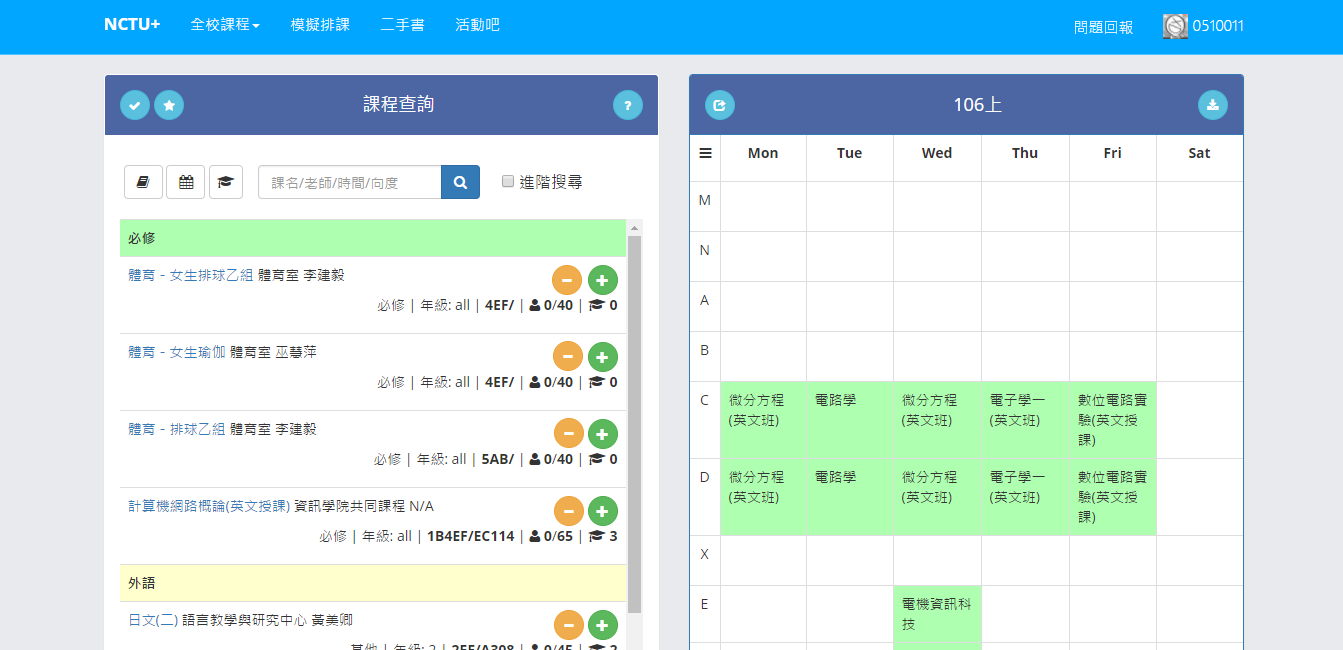 NCTU+ 全校課程 模擬排課 二手書 活動吧 問題回報 0510011
課程查詢
課名/老師/時間/向度 進階搜尋
必修
體育 - 女生排球乙組 體育室 李建毅
必修 | 年級: all | 4EF/ | 0/40 | 0
體育 - 女生瑜伽 體育室 巫慧萍
必修 | 年級: all | 4EF/ | 0/40 | 0
體育 - 排球乙組 體育室 李建毅
必修 | 年級: all | 5AB/ | 0/40 | 0
計算機網路概論(英文授課) 資訊學院共同課程 N/A
必修 | 年級: all | 1B4EF/EC114 | 0/65 | 3
外語
日文(二) 語言教學與研究中心 黃美卿
其他 | 年級: 2 | 2EF/A308 | 0/45 | 2
106上
Mon Tue Wed Thu Fri Sat
M
N
A
B
C 微分方程 電路學 微分方程 電子學一 數位電路實
(英文班) (英文班) (英文班) 驗(英文授
課)
D 微分方程 電路學 微分方程 電子學一 數位電路實
(英文班) (英文班) (英文班) 驗(英文授
課)
X
E 電機資訊科
技